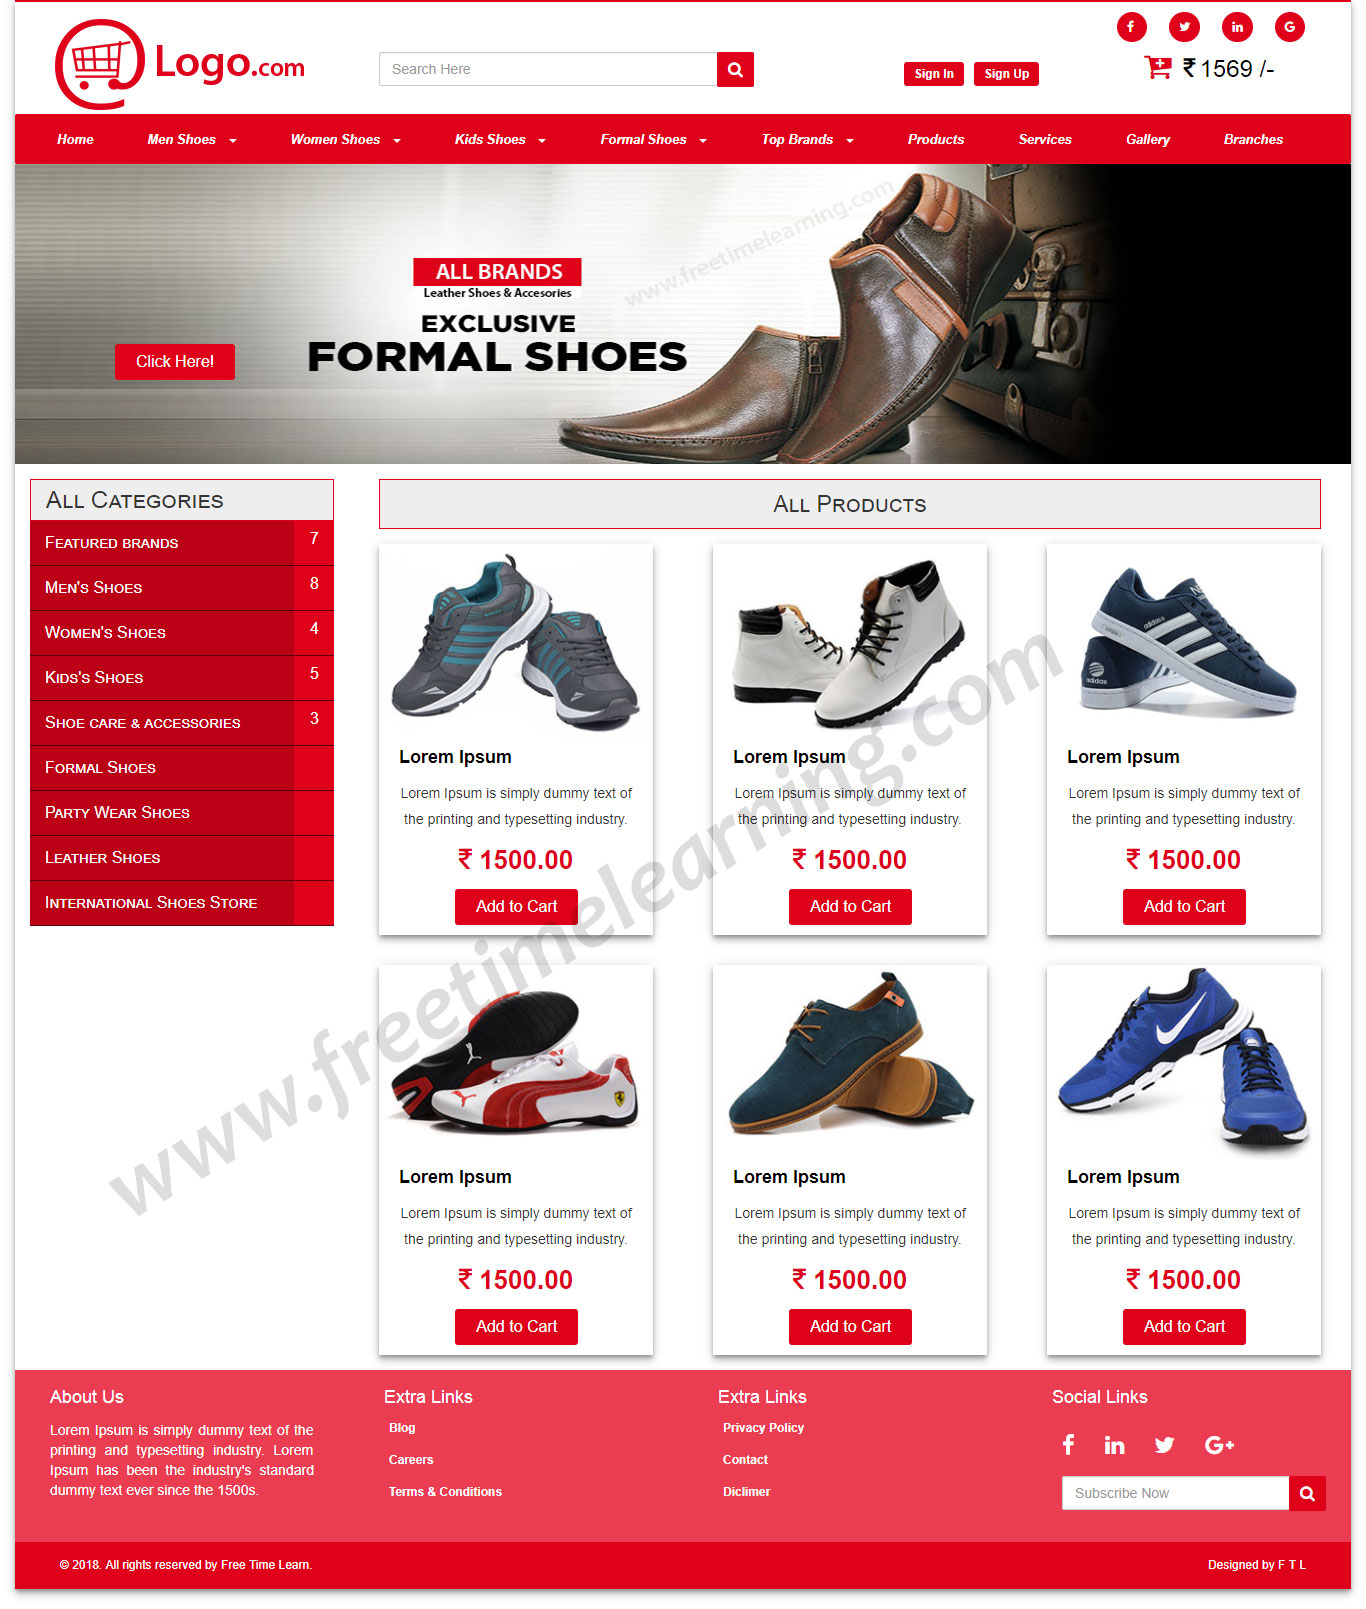 Logo.com
Search Here
Sign In
Sign Up
₹ 1569 /-
Home
Men Shoes
Women Shoes
Kids Shoes
Formal Shoes
Top Brands
Products
Services
Gallery
Branches
www.freetimelearning.com
ALL BRANDS
Leather Shoes & Accesories
EXCLUSIVE
FORMAL SHOES
Click Here!
All Categories
Featured brands 7
Men's Shoes 8
Women's Shoes 4
Kids's Shoes 5
Shoe care & accessories 3
Formal Shoes
Party Wear Shoes
Leather Shoes
International Shoes Store
All Products
adidas
adidas
Lorem Ipsum
Lorem Ipsum is simply dummy text of
the printing and typesetting industry.
₹ 1500.00
Add to Cart
Lorem Ipsum
Lorem Ipsum is simply dummy text of
the printing and typesetting industry.
₹ 1500.00
Add to Cart
Lorem Ipsum
Lorem Ipsum is simply dummy text of
the printing and typesetting industry.
₹ 1500.00
Add to Cart
www.freetimelearning.com
Lorem Ipsum
Lorem Ipsum is simply dummy text of
the printing and typesetting industry.
₹ 1500.00
Add to Cart
Lorem Ipsum
Lorem Ipsum is simply dummy text of
the printing and typesetting industry.
₹ 1500.00
Add to Cart
Lorem Ipsum
Lorem Ipsum is simply dummy text of
the printing and typesetting industry.
₹ 1500.00
Add to Cart
About Us
Lorem Ipsum is simply dummy text of the
printing and typesetting industry. Lorem
Ipsum has been the industry's standard
dummy text ever since the 1500s.
Extra Links
Blog
Careers
Terms & Conditions
Extra Links
Privacy Policy
Contact
Diclimer
Social Links
Subscribe Now
© 2018. All rights reserved by Free Time Learn.
Designed by F T L